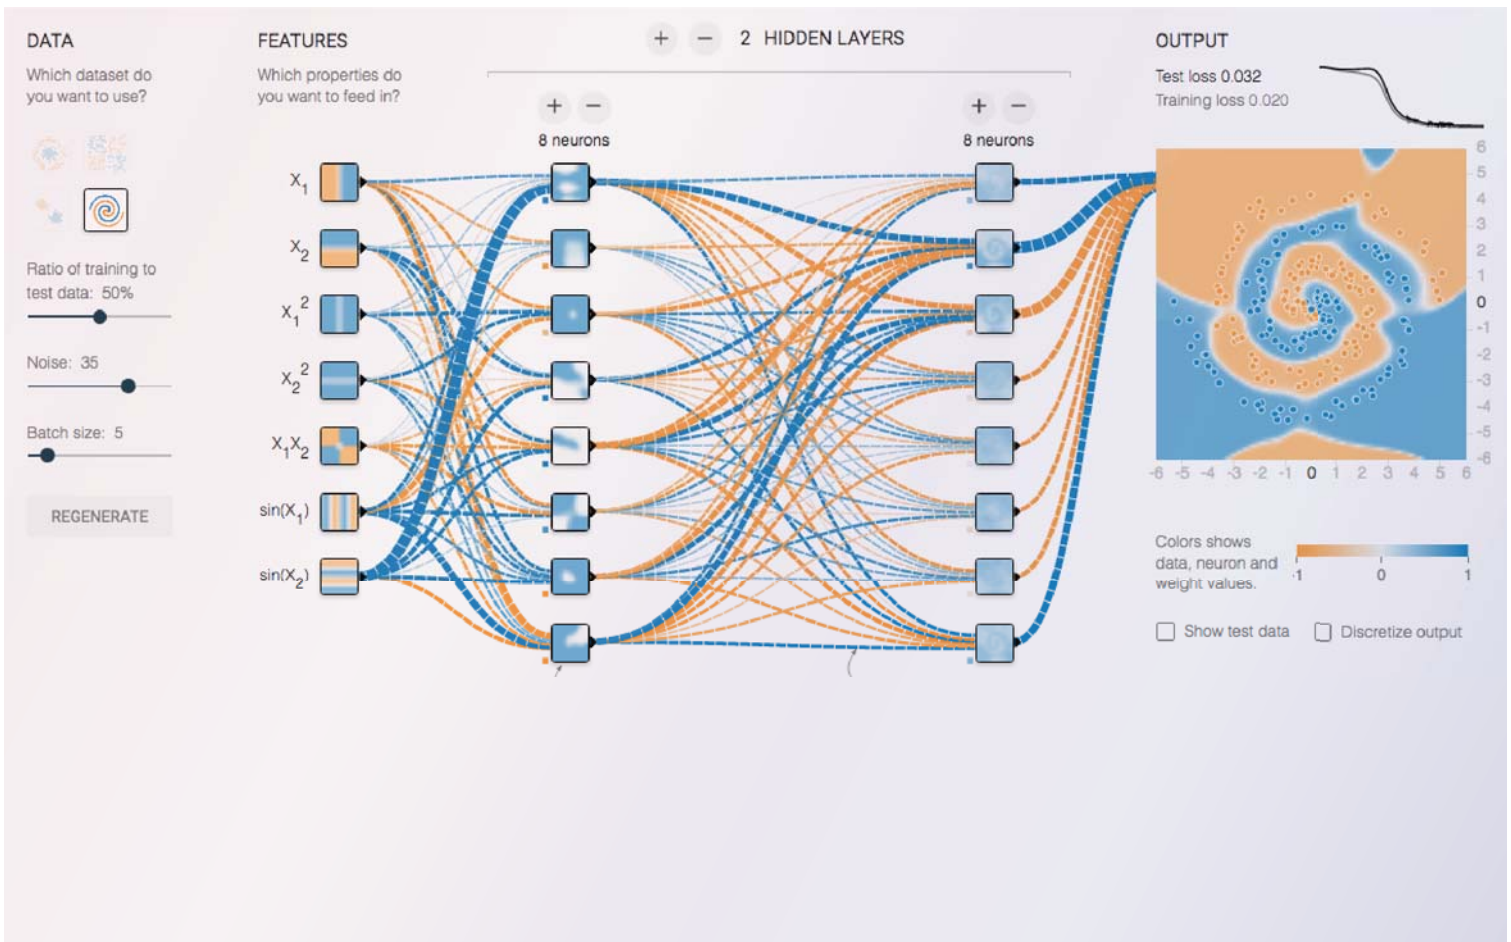 DATA
Which dataset do
you want to use?
Ratio of training to
test data: 50%
Noise: 35
Batch size: 5
REGENERATE
FEATURES
Which properties do
you want to feed in?
X1
X2
X1²
X2²
X1X2
sin(X1)
sin(X2)
+ − 2 HIDDEN LAYERS
+ −
8 neurons
+ −
8 neurons
OUTPUT
Test loss 0.032
Training loss 0.020
6
5
4
3
2
1
0
-1
-2
-3
-4
-5
-6
-6 -5 -4 -3 -2 -1 0 1 2 3 4 5 6
Colors shows
data, neuron and
weight values.
-1 0 1
Show test data
Discretize output